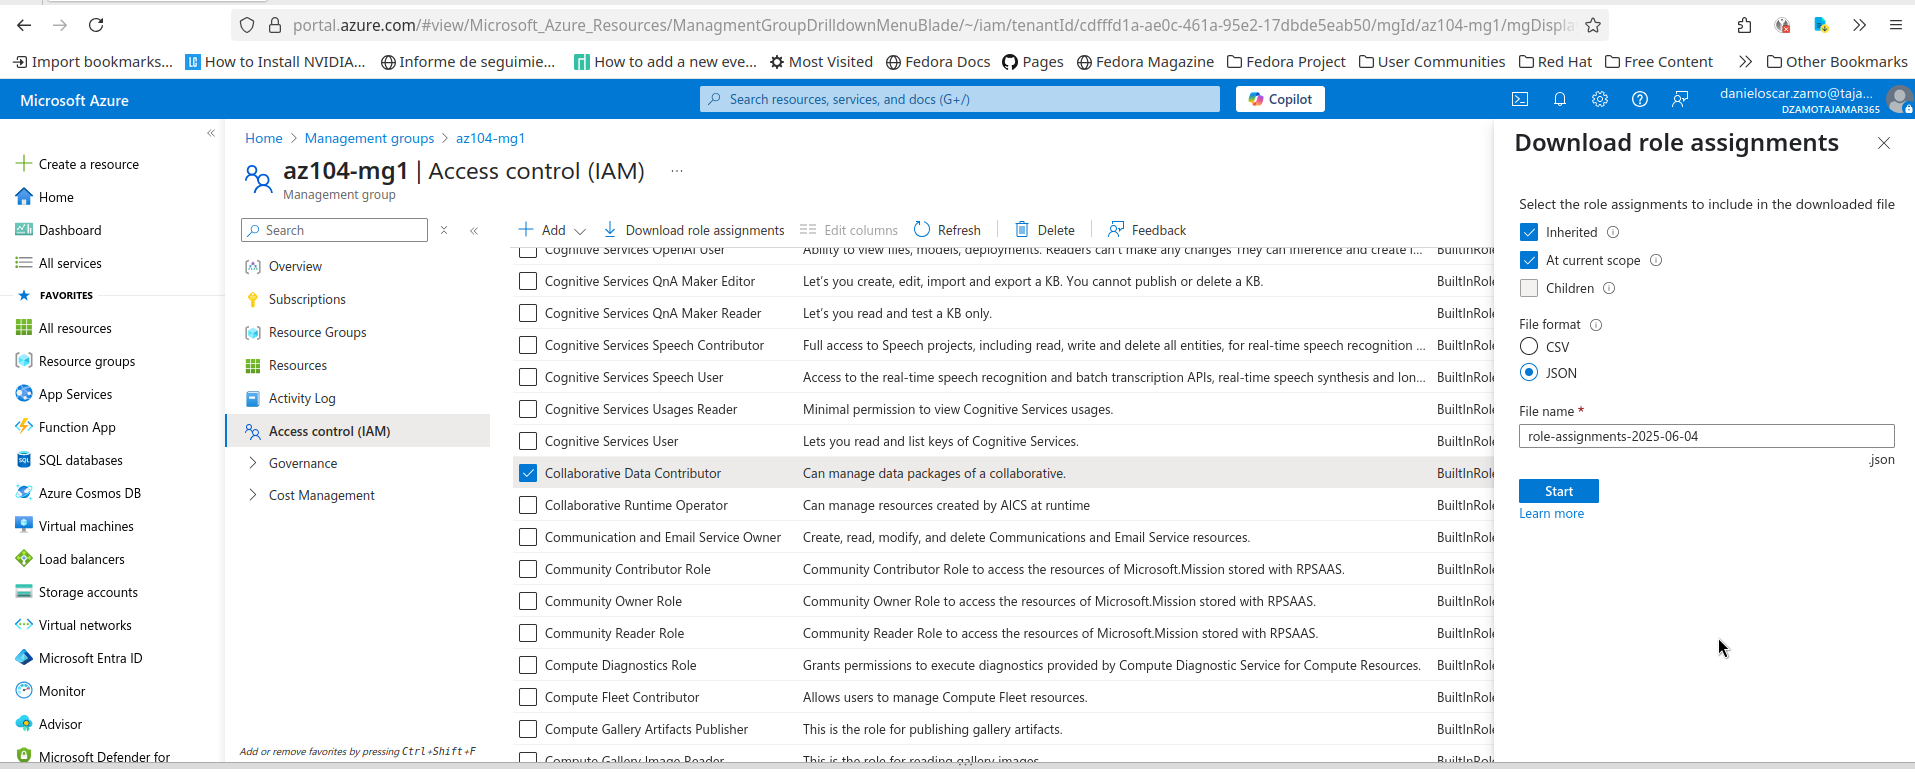 portal.azure.com/#view/Microsoft_Azure_Resources/ManagmentGroupDrilldownMenuBlade/~/iam/tenantId/cdfffd1a-ae0c-461a-95e2-17dbde5eab50/mgId/az104-mg1/mgDispla
Import bookmarks... How to Install NVIDIA... Informe de seguimie... How to add a new eve... Most Visited Fedora Docs Pages Fedora Magazine Fedora Project User Communities Red Hat Free Content Other Bookmarks
Microsoft Azure
Search resources, services, and docs (G+/)
Copilot
danieloscar.zamo@taja...
DZAMOTAJAMAR365
Create a resource
Home
Dashboard
All services
FAVORITES
All resources
Resource groups
App Services
Function App
SQL databases
Azure Cosmos DB
Virtual machines
Load balancers
Storage accounts
Virtual networks
Microsoft Entra ID
Monitor
Advisor
Microsoft Defender for
Home > Management groups > az104-mg1
az104-mg1 | Access control (IAM) ...
Management group
Search
Overview
Subscriptions
Resource Groups
Resources
Activity Log
Access control (IAM)
Governance
Cost Management
Add or remove favorites by pressing Ctrl+Shift+F
Add Download role assignments Edit columns Refresh Delete Feedback
Cognitive Services OpenAI User Ability to view files, models, deployments. Readers can't make any changes They can inference and create i... BuiltInRole
Cognitive Services QnA Maker Editor Let's you create, edit, import and export a KB. You cannot publish or delete a KB. BuiltInRole
Cognitive Services QnA Maker Reader Let's you read and test a KB only. BuiltInRole
Cognitive Services Speech Contributor Full access to Speech projects, including read, write and delete all entities, for real-time speech recognition ... BuiltInRole
Cognitive Services Speech User Access to the real-time speech recognition and batch transcription APIs, real-time speech synthesis and lon... BuiltInRole
Cognitive Services Usages Reader Minimal permission to view Cognitive Services usages. BuiltInRole
Cognitive Services User Lets you read and list keys of Cognitive Services. BuiltInRole
Collaborative Data Contributor Can manage data packages of a collaborative. BuiltInRole
Collaborative Runtime Operator Can manage resources created by AICS at runtime BuiltInRole
Communication and Email Service Owner Create, read, modify, and delete Communications and Email Service resources. BuiltInRole
Community Contributor Role Community Contributor Role to access the resources of Microsoft.Mission stored with RPSAAS. BuiltInRole
Community Owner Role Community Owner Role to access the resources of Microsoft.Mission stored with RPSAAS. BuiltInRole
Community Reader Role Community Reader Role to access the resources of Microsoft.Mission stored with RPSAAS. BuiltInRole
Compute Diagnostics Role Grants permissions to execute diagnostics provided by Compute Diagnostic Service for Compute Resources. BuiltInRole
Compute Fleet Contributor Allows users to manage Compute Fleet resources. BuiltInRole
Compute Gallery Artifacts Publisher This is the role for publishing gallery artifacts. BuiltInRole
Compute Gallery Image Reader This is the role for reading gallery images. BuiltInRole
Download role assignments
Select the role assignments to include in the downloaded file
Inherited
At current scope
Children
File format
CSV
JSON
File name *
role-assignments-2025-06-04
.json
Start
Learn more